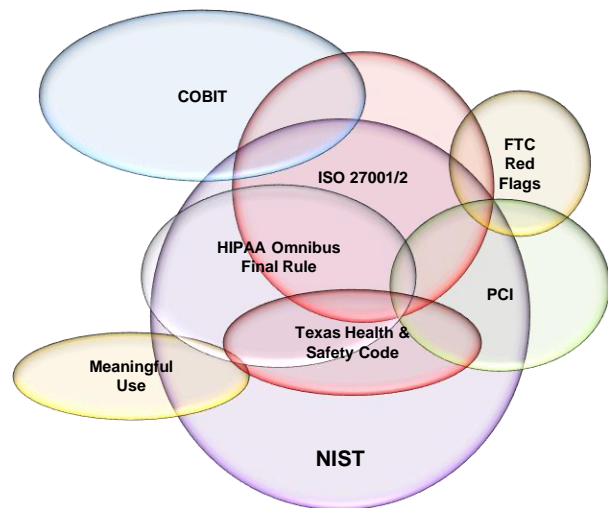 COBIT
FTC
Red
Flags
ISO 27001/2
HIPAA Omnibus
Final Rule
PCI
Texas Health &
Safety Code
Meaningful
Use
NIST